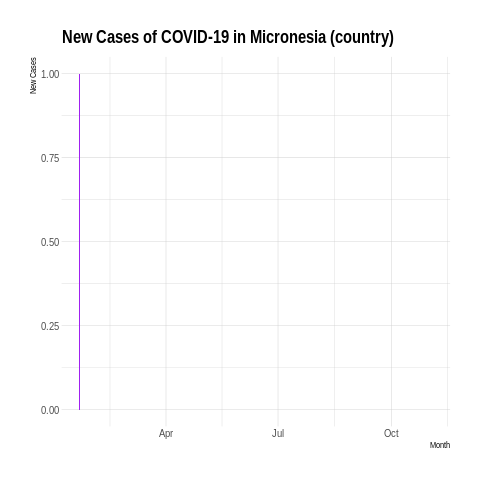 New Cases of COVID-19 in Micronesia (country)
New Cases
1.00
0.75
0.50
0.25
0.00
Apr Jul Oct
Month